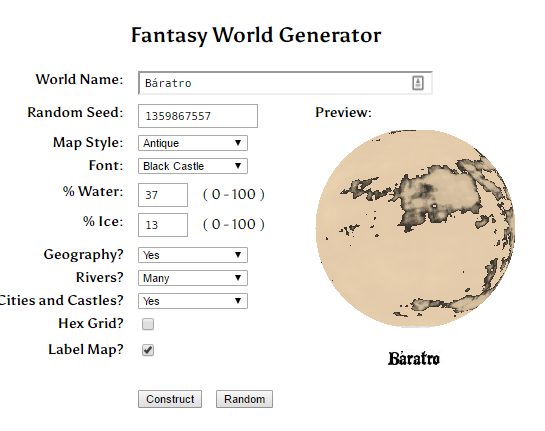 Fantasy World Generator
World Name: Báratro
Random Seed: 1359867557 Preview:
Map Style: Antique
Font: Black Castle
% Water: 37 ( 0 - 100 )
% Ice: 13 ( 0 - 100 )
Geography? Yes
Rivers? Many
Cities and Castles? Yes
Hex Grid?
Label Map?
Báratro
Construct Random